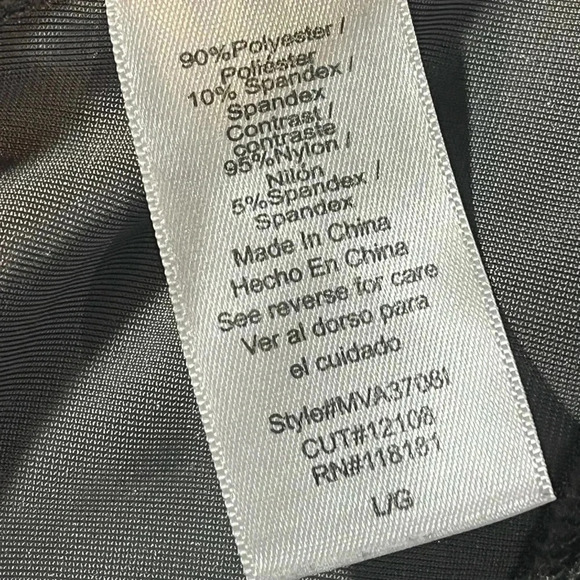 90%Polyester /
Poliéster
10% Spandex /
Spandex
Contrast /
contraste
95%Nylon /
Nilón
5%Spandex /
Spandex
Made In China
Hecho En China
See reverse for care
Ver al dorso para
el cuidado
Style#MVA3708I
CUT#12108
RN#118181
L/G